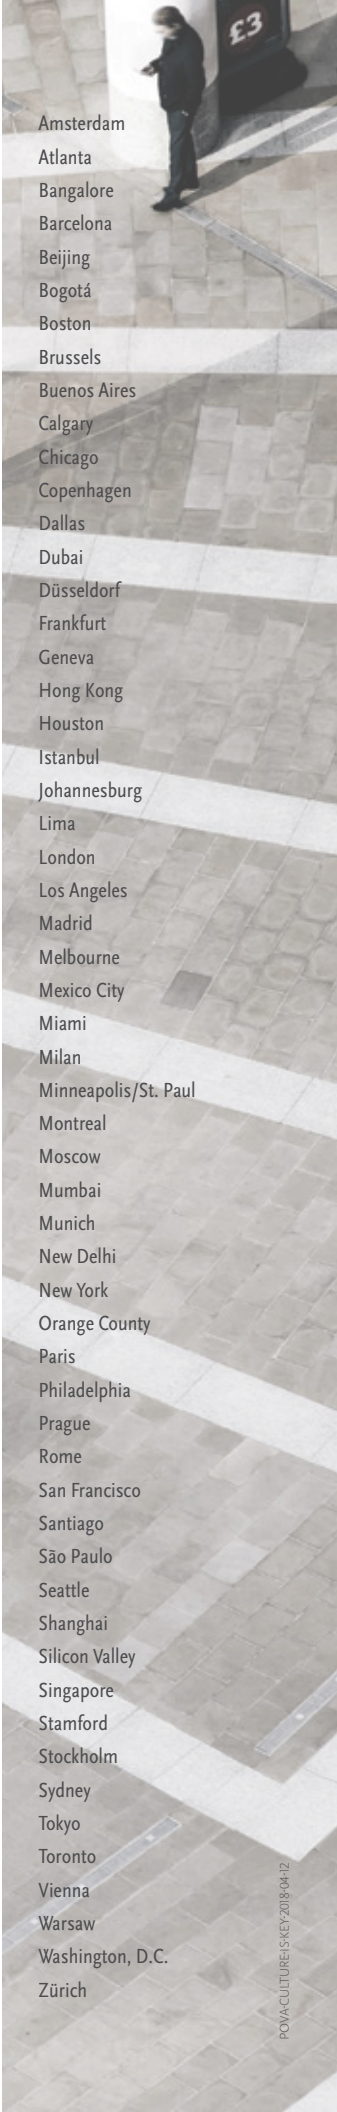 £3
Amsterdam
Atlanta
Bangalore
Barcelona
Beijing
Bogotá
Boston
Brussels
Buenos Aires
Calgary
Chicago
Copenhagen
Dallas
Dubai
Düsseldorf
Frankfurt
Geneva
Hong Kong
Houston
Istanbul
Johannesburg
Lima
London
Los Angeles
Madrid
Melbourne
Mexico City
Miami
Milan
Minneapolis/St. Paul
Montreal
Moscow
Mumbai
Munich
New Delhi
New York
Orange County
Paris
Philadelphia
Prague
Rome
San Francisco
Santiago
São Paulo
Seattle
Shanghai
Silicon Valley
Singapore
Stamford
Stockholm
Sydney
Tokyo
Toronto
Vienna
Warsaw
Washington, D.C.
Zürich
POVA-CULTURE-IS-KEY-2018-04-12